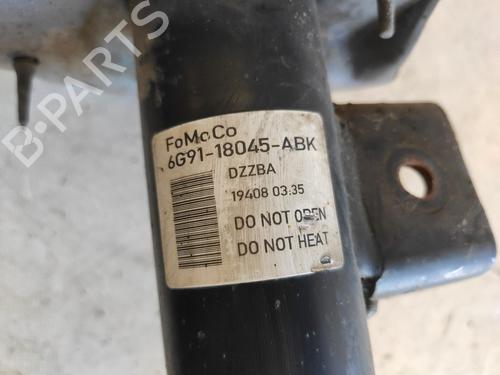 B-PARTS
FoMoCo
6G91-18045-ABK
DZZBA
19408 03:35
DO NOT OPEN
DO NOT HEAT